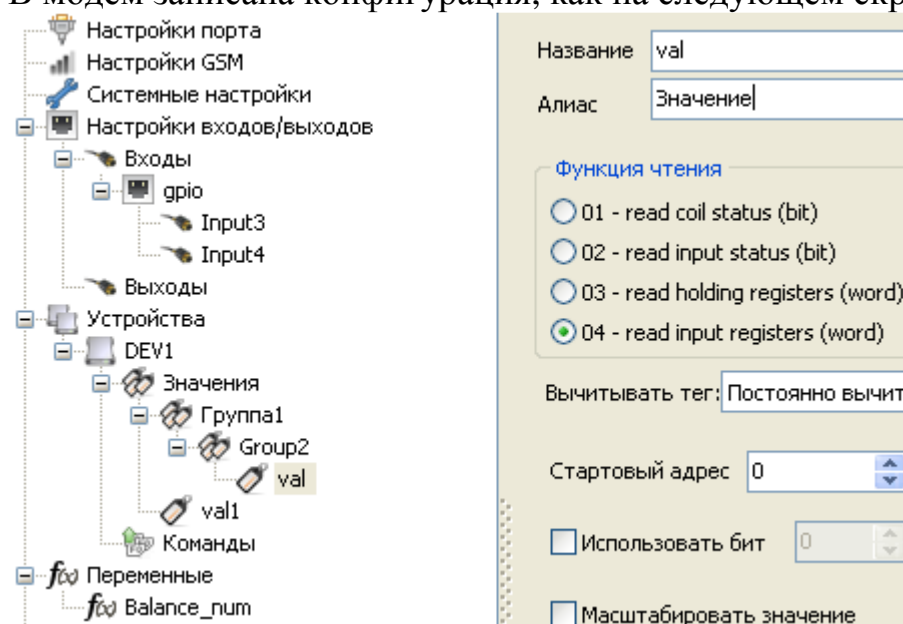 В модем записана конфигурация, как на следующем
Настройки порта
Настройки GSM
Системные настройки
Настройки входов/выходов
Входы
gpio
Input3
Input4
Выходы
Устройства
DEV1
Значения
Группа1
Group2
val
val1
Команды
f(x) Переменные
f(x) Balance_num
Название val
Алиас Значение
Функция чтения
01 - read coil status (bit)
02 - read input status (bit)
03 - read holding registers (word)
04 - read input registers (word)
Вычитывать тег: Постоянно вычит
Стартовый адрес 0
Использовать бит 0
Масштабировать значение